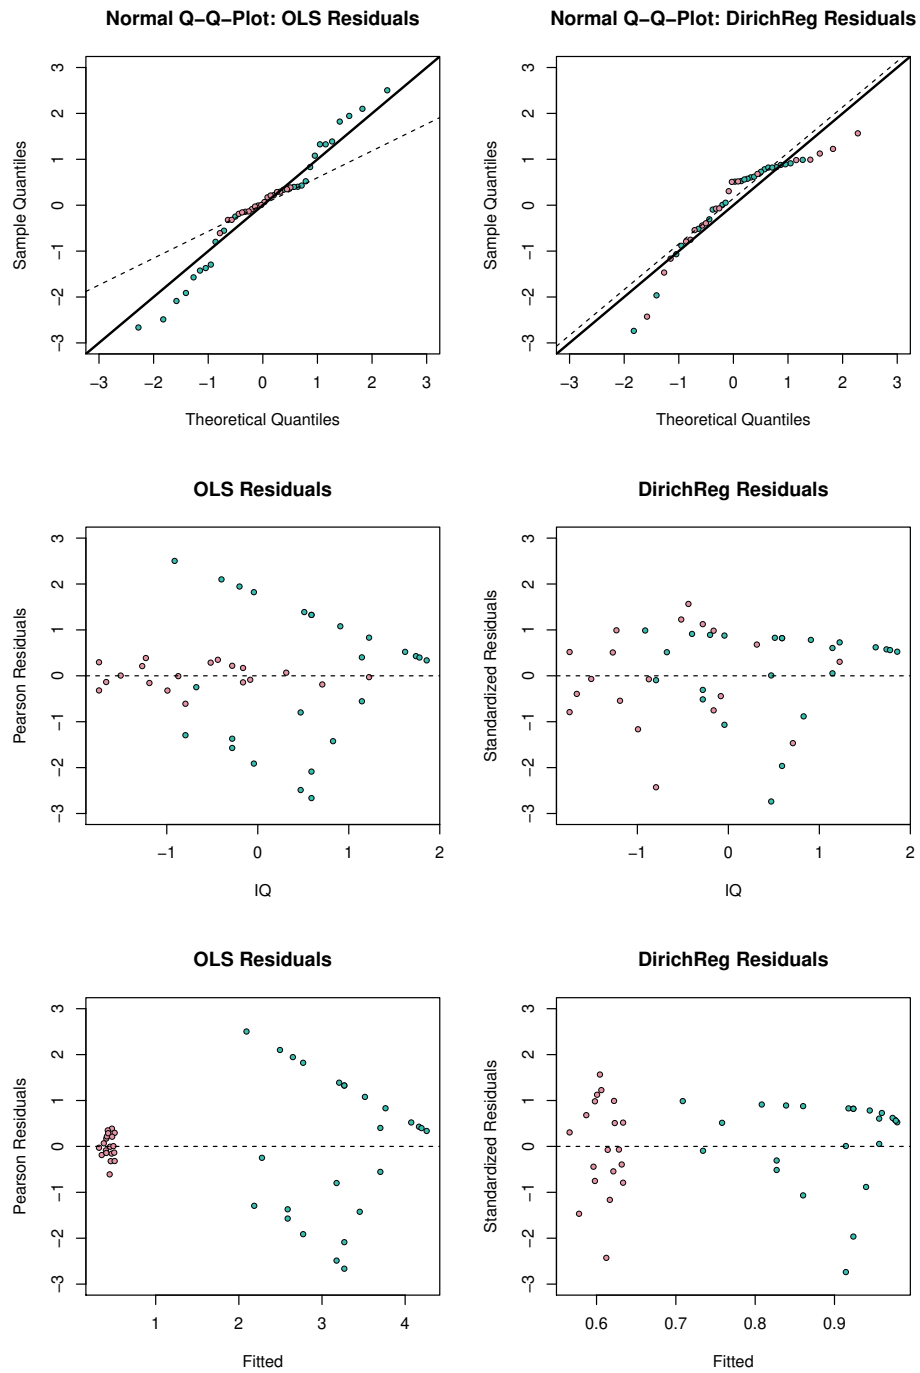 Normal Q−Q−Plot: OLS Residuals
3
2
1
0
−1
−2
−3
Sample Quantiles
−3 −2 −1 0 1 2 3
Theoretical Quantiles
Normal Q−Q−Plot: DirichReg Residuals
3
2
1
0
−1
−2
−3
Sample Quantiles
−3 −2 −1 0 1 2 3
Theoretical Quantiles
OLS Residuals
3
2
1
0
−1
−2
−3
Pearson Residuals
−1 0 1 2
IQ
DirichReg Residuals
3
2
1
0
−1
−2
−3
Standardized Residuals
−1 0 1 2
IQ
OLS Residuals
3
2
1
0
−1
−2
−3
Pearson Residuals
1 2 3 4
Fitted
DirichReg Residuals
3
2
1
0
−1
−2
−3
Standardized Residuals
0.6 0.7 0.8 0.9
Fitted